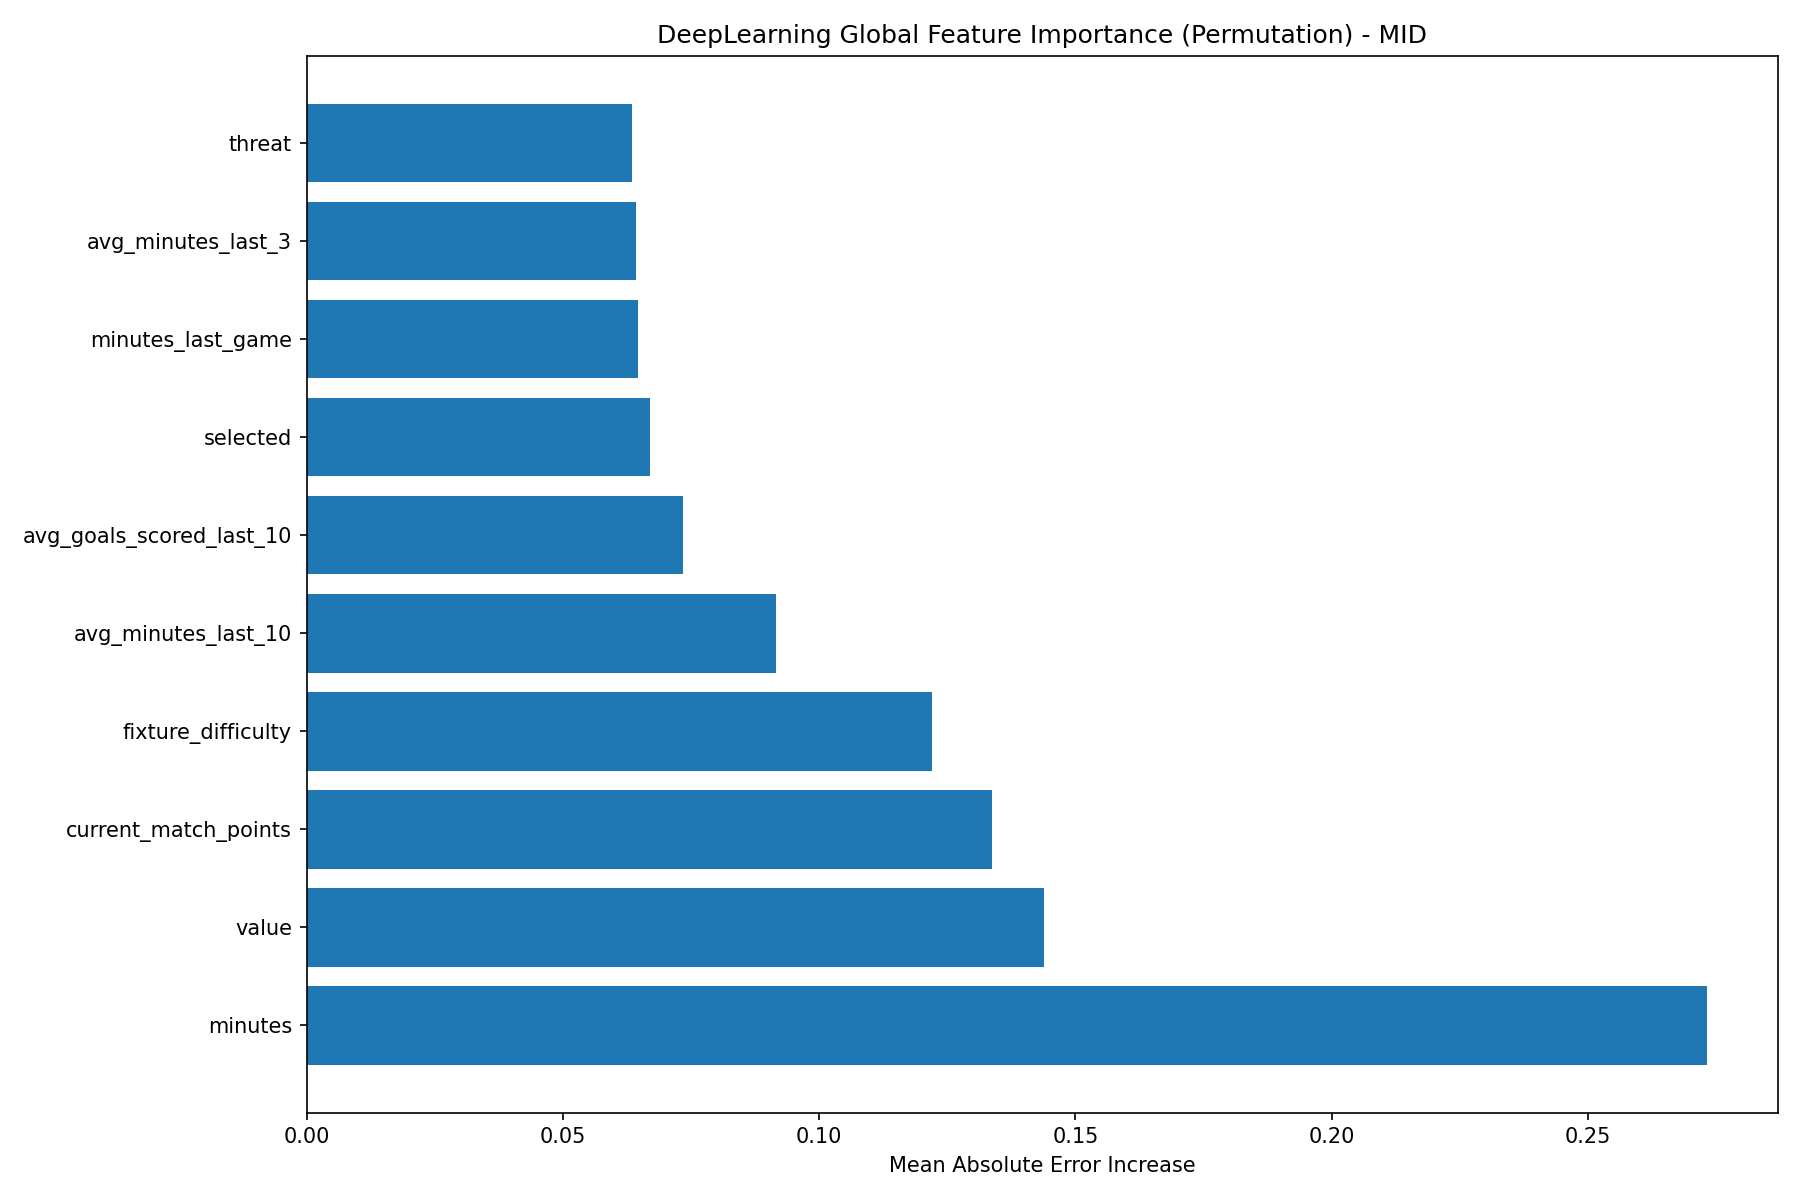 DeepLearning Global Feature Importance (Permutation) - MID
threat
avg_minutes_last_3
minutes_last_game
selected
avg_goals_scored_last_10
avg_minutes_last_10
fixture_difficulty
current_match_points
value
minutes
0.00 0.05 0.10 0.15 0.20 0.25
Mean Absolute Error Increase